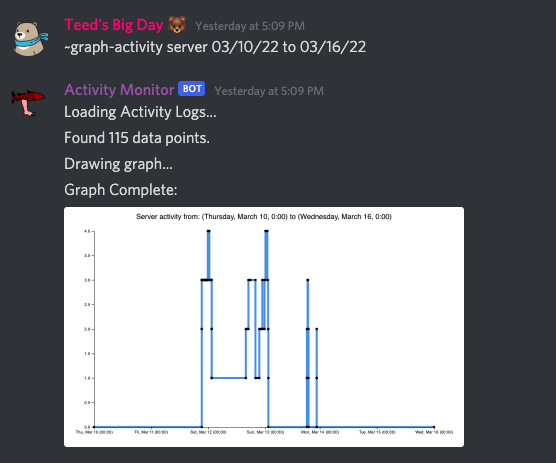 Teed's Big Day 🐻 Yesterday at 5:09 PM
~graph-activity server 03/10/22 to 03/16/22
Activity Monitor BOT Yesterday at 5:09 PM
Loading Activity Logs...
Found 115 data points.
Drawing graph...
Graph Complete:
Server activity from: (Thursday, March 10, 0:00) to (Wednesday, March 16, 0:00)
4.0
3.5
3.0
2.5
2.0
1.5
1.0
0.5
0.0
Thu, Mar 10 (00:00) Fri, Mar 11 (00:00) Sat, Mar 12 (00:00) Sun, Mar 13 (00:00) Mon, Mar 14 (00:00) Tue, Mar 15 (00:00) Wed, Mar 16 (00:00)